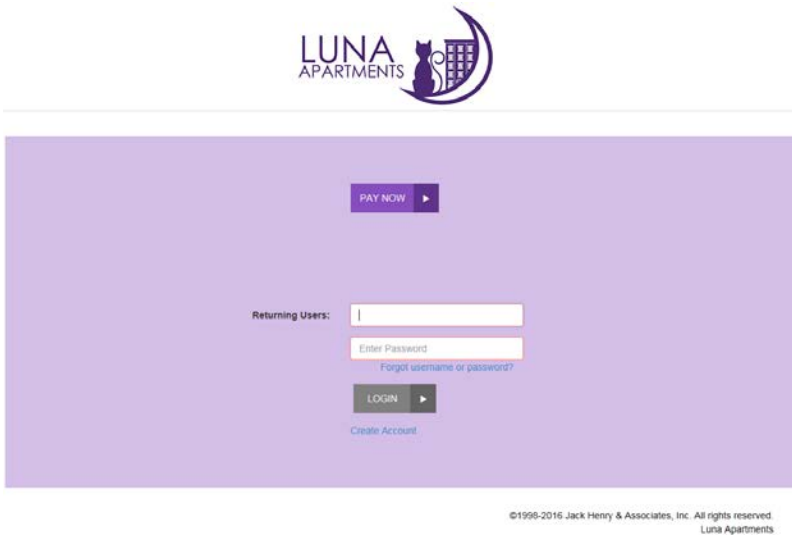 LUNA
APARTMENTS
PAY NOW
Returning Users:
Enter Password
Forgot username or password?
LOGIN
Create Account
©1998-2016 Jack Henry & Associates, Inc. All rights reserved.
Luna Apartments